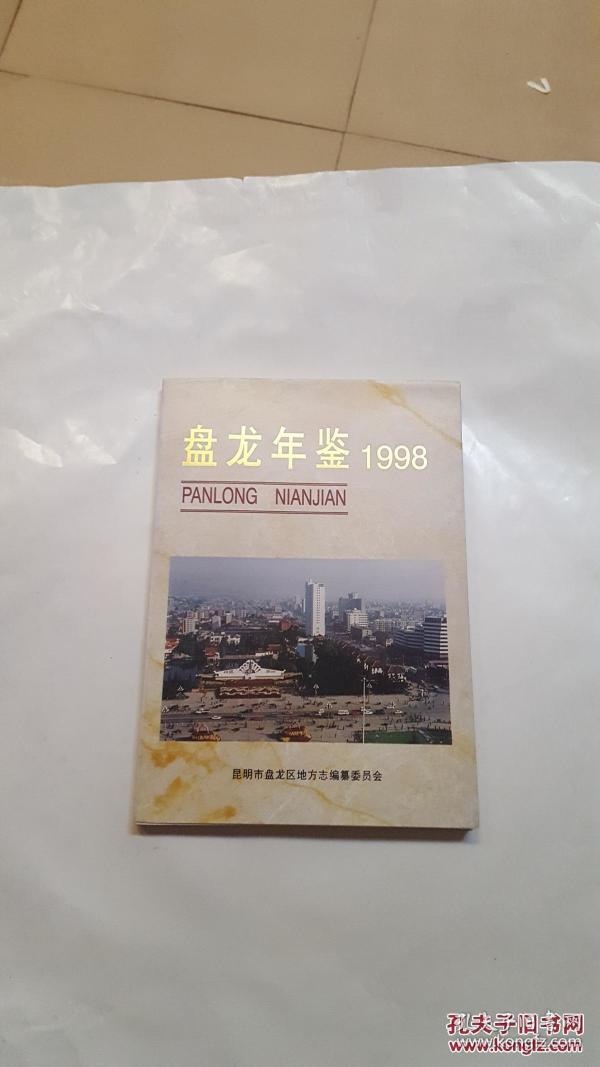 盘龙年鉴 1998
PANLONG NIANJIAN
昆明市盘龙区地方志编纂委员会
孔夫子旧书网
www.kongfz.com